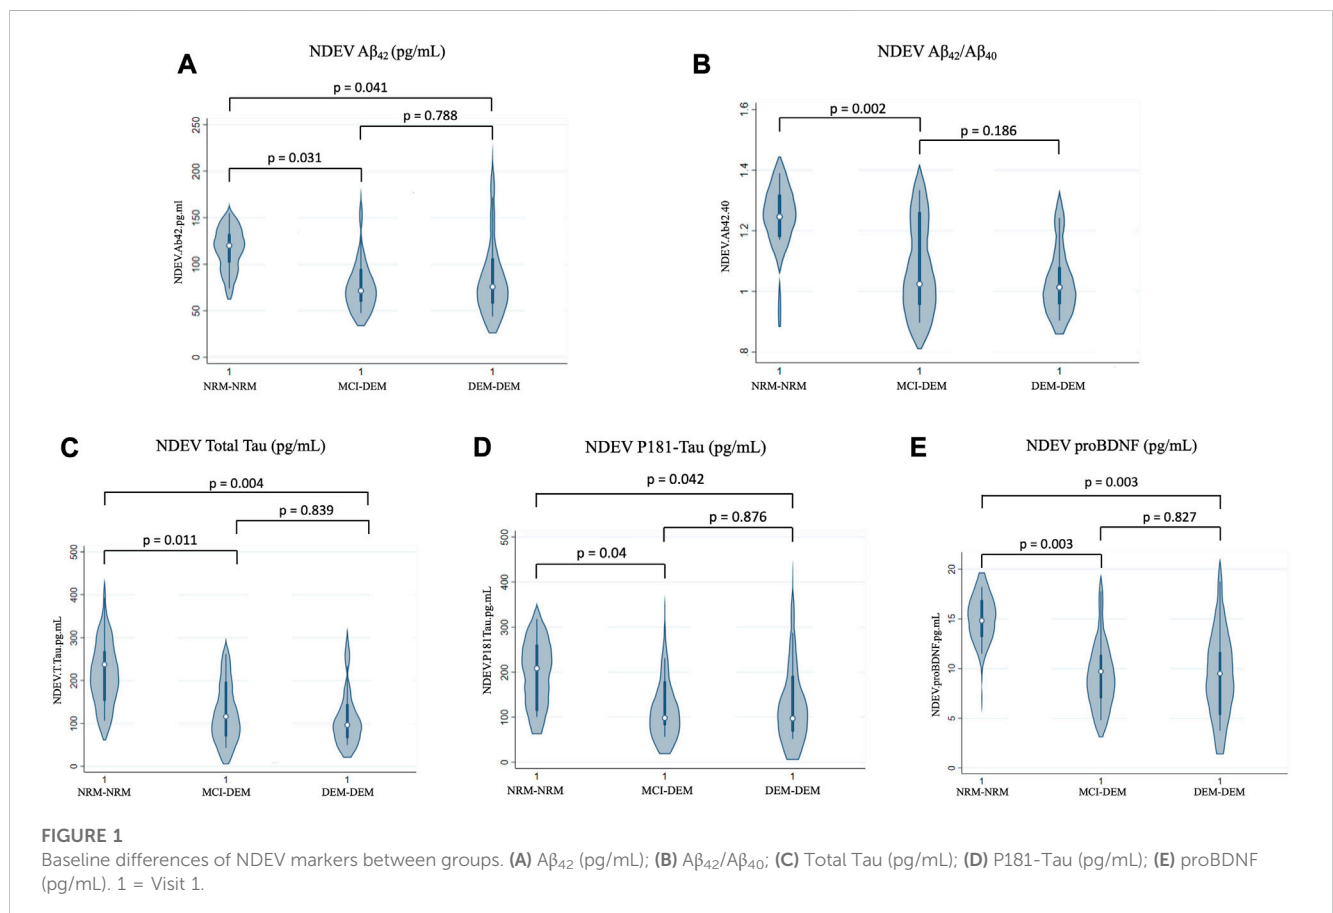 A
NDEV Aβ42 (pg/mL)
p = 0.041
p = 0.788
p = 0.031
NDEV.Ab42.pg.ml
250
200
150
100
50
0
1
1
1
NRM-NRM
MCI-DEM
DEM-DEM
B
NDEV Aβ42/Aβ40
p = 0.002
p = 0.186
NDEV.Ab42.40
1.6
1.4
1.2
1
.8
1
1
1
NRM-NRM
MCI-DEM
DEM-DEM
C
NDEV Total Tau (pg/mL)
p = 0.004
p = 0.839
p = 0.011
NDEV.T.Tau.pg.mL
500
400
300
200
100
0
1
1
1
NRM-NRM
MCI-DEM
DEM-DEM
D
NDEV P181-Tau (pg/mL)
p = 0.042
p = 0.876
p = 0.04
NDEV.P181Tau.pg.mL
500
400
300
200
100
0
1
1
1
NRM-NRM
MCI-DEM
DEM-DEM
E
NDEV proBDNF (pg/mL)
p = 0.003
p = 0.827
p = 0.003
NDEV.proBDNF.pg.mL
20
15
10
5
0
1
1
1
NRM-NRM
MCI-DEM
DEM-DEM
FIGURE 1
Baseline differences of NDEV markers between groups. (A) Aβ42 (pg/mL); (B) Aβ42/Aβ40; (C) Total Tau (pg/mL); (D) P181-Tau (pg/mL); (E) proBDNF
(pg/mL). 1 = Visit 1.